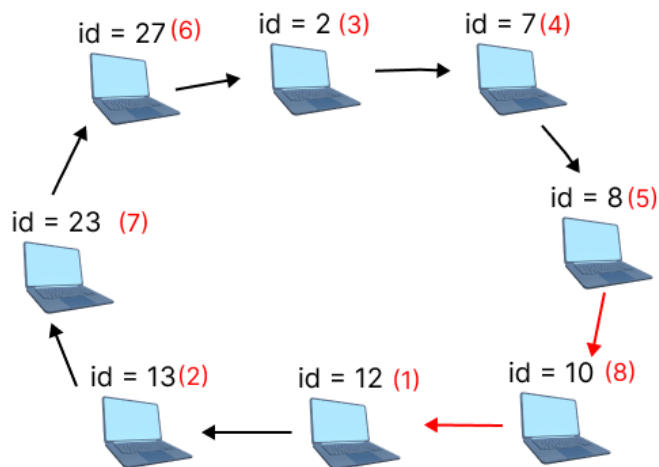 id = 27 (6)
id = 2 (3)
id = 7 (4)
id = 8 (5)
id = 23 (7)
id = 10 (8)
id = 13 (2)
id = 12 (1)